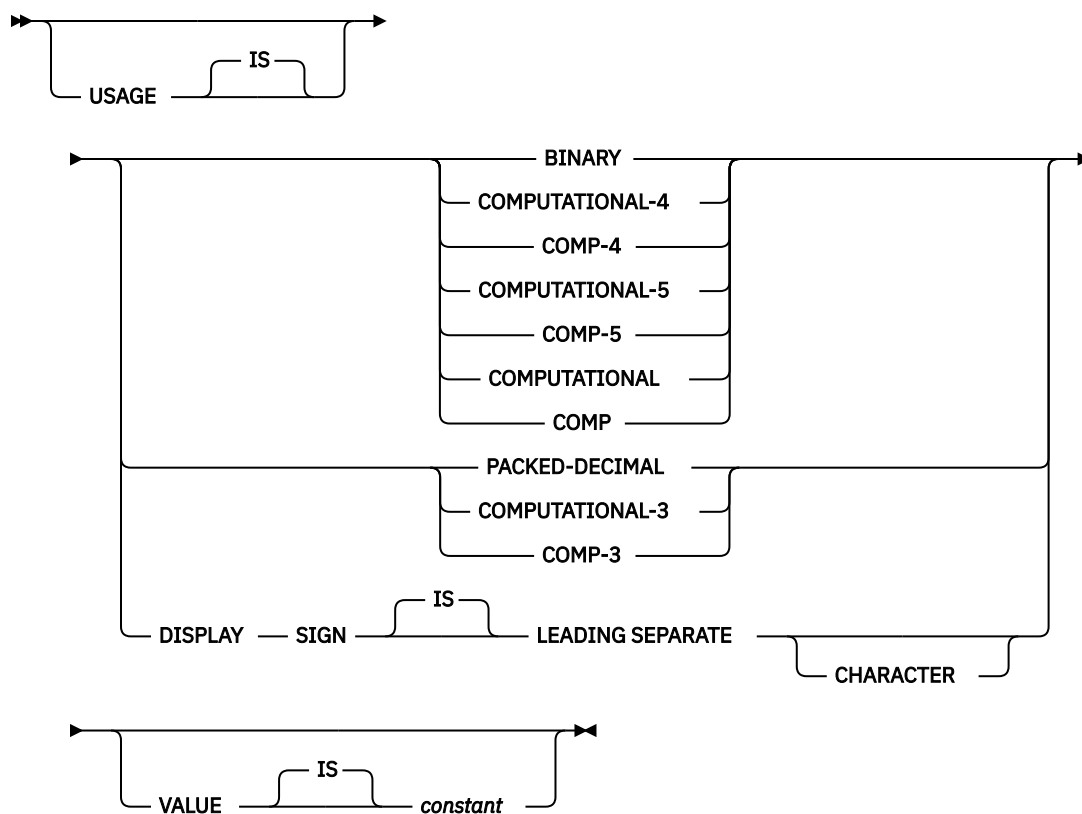 IS
USAGE
BINARY
COMPUTATIONAL-4
COMP-4
COMPUTATIONAL-5
COMP-5
COMPUTATIONAL
COMP
PACKED-DECIMAL
COMPUTATIONAL-3
COMP-3
IS
DISPLAY SIGN LEADING SEPARATE
CHARACTER
IS
VALUE constant